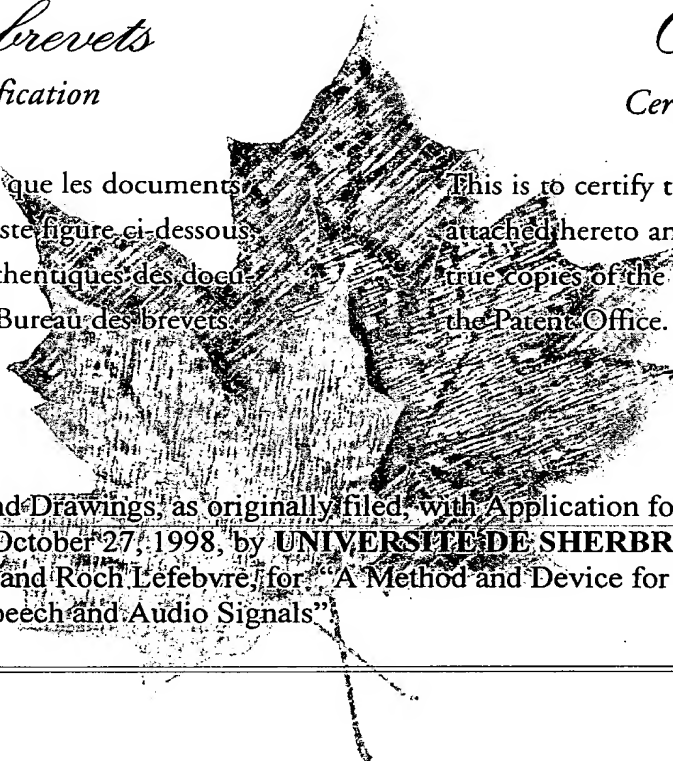 brevets
fication
que les documents
ste figure ci-dessous
thentiques des docu-
Bureau des brevets.
Cer
This is to certify t
attached hereto an
true copies of the
the Patent Office.
nd Drawings, as originally filed, with Application fo
October 27, 1998, by UNIVERSITE DE SHERBR
and Roch Lefebvre, for "A Method and Device for
peech and Audio Signals".